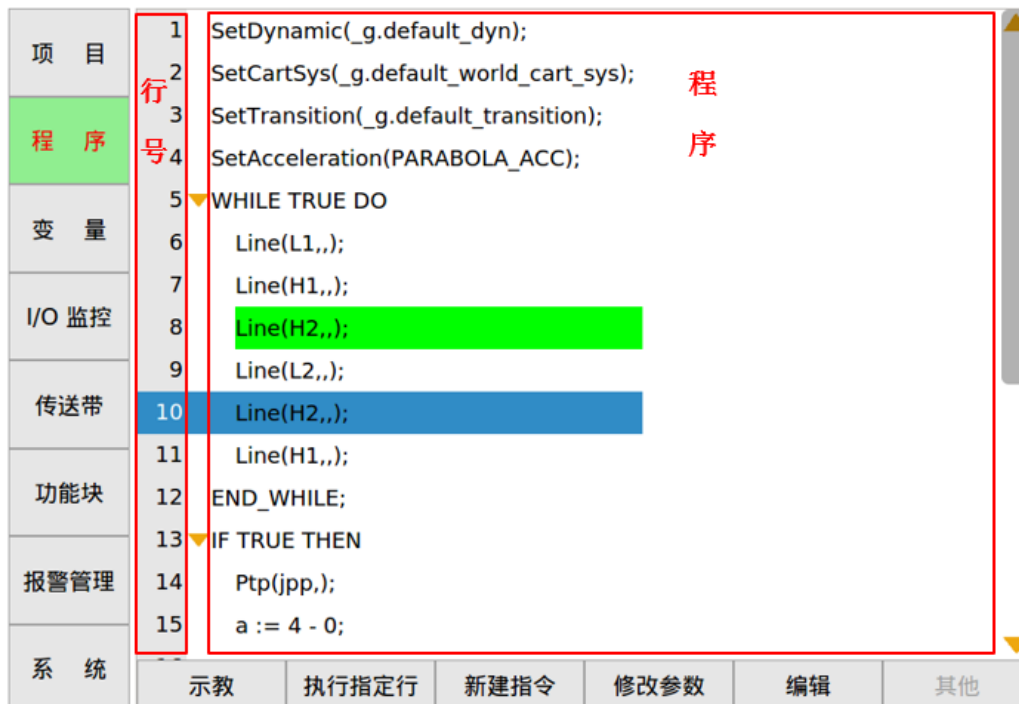 项 目
程 序
变 量
I/O 监控
传送带
功能块
报警管理
系 统
行
号
程
序
1 SetDynamic(_g.default_dyn);
2 SetCartSys(_g.default_world_cart_sys);
3 SetTransition(_g.default_transition);
4 SetAcceleration(PARABOLA_ACC);
5 WHILE TRUE DO
6 Line(L1,,);
7 Line(H1,,);
8 Line(H2,,);
9 Line(L2,,);
10 Line(H2,,);
11 Line(H1,,);
12 END_WHILE;
13 IF TRUE THEN
14 Ptp(jpp,);
15 a := 4 - 0;
示教 执行指定行 新建指令 修改参数 编辑 其他